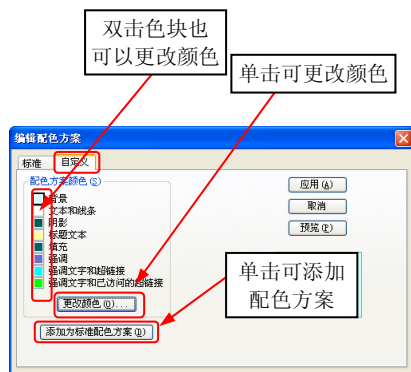 双击色块也
可以更改颜色
单击可更改颜色
编辑配色方案
标准 自定义
配色方案颜色(S)
背景
文本和线条
阴影
标题文本
填充
强调
强调文字和超链接
强调文字和已访问的超链接
更改颜色(O)...
添加为标准配色方案(D)
应用(A)
取消
预览(P)
单击可添加
配色方案